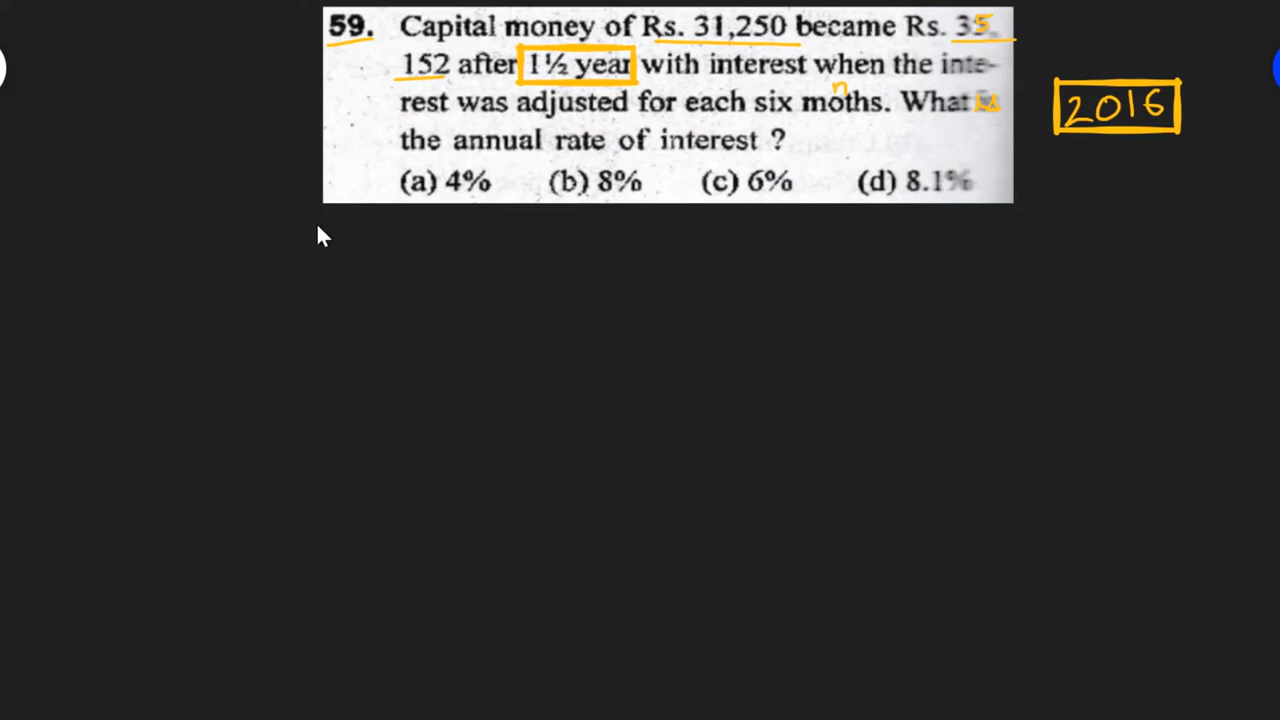 59. Capital money of Rs. 31,250 became Rs. 35
152 after 1½ year with interest when the inte-
rest was adjusted for each six moths. What is
n
the annual rate of interest ?
(a) 4% (b) 8% (c) 6% (d) 8.1%
2016